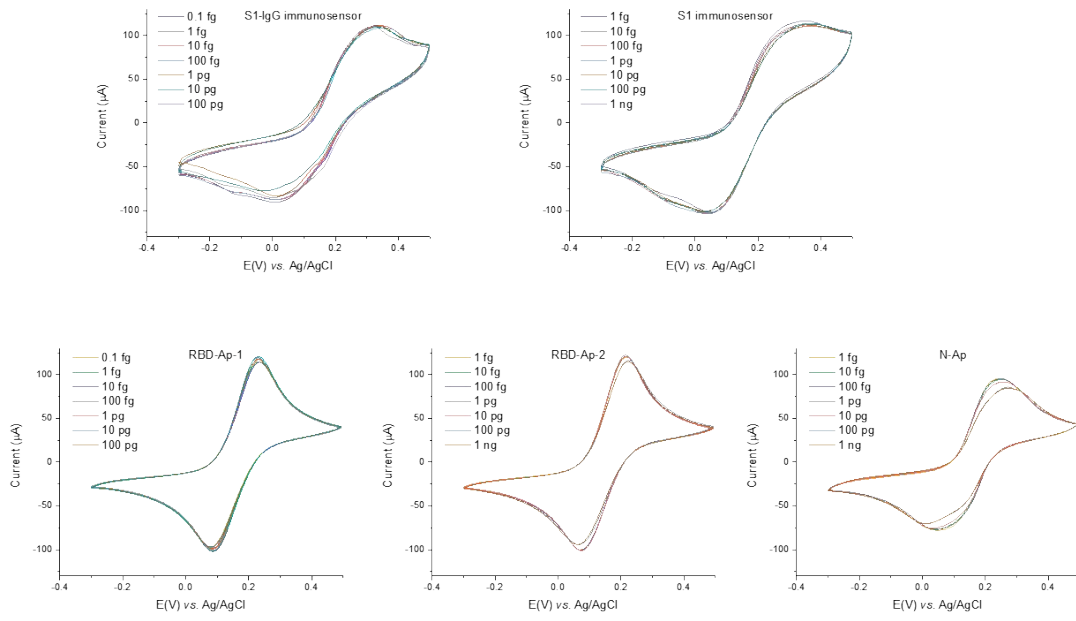 S1-IgG immunosensor
0.1 fg
1 fg
10 fg
100 fg
1 pg
10 pg
100 pg
100
50
0
-50
-100
Current (µA)
-0.4 -0.2 0.0 0.2 0.4
E(V) vs. Ag/AgCl
S1 immunosensor
1 fg
10 fg
100 fg
1 pg
10 pg
100 pg
1 ng
100
50
0
-50
-100
Current (µA)
-0.4 -0.2 0.0 0.2 0.4
E(V) vs. Ag/AgCl
RBD-Ap-1
0.1 fg
1 fg
10 fg
100 fg
1 pg
10 pg
100 pg
100
50
0
-50
-100
Current (µA)
-0.2 0.0 0.2 0.4
E(V) vs. Ag/AgCl
RBD-Ap-2
1 fg
10 fg
100 fg
1 pg
10 pg
100 pg
1 ng
100
50
0
-50
-100
Current (µA)
-0.2 0.0 0.2 0.4
E(V) vs. Ag/AgCl
N-Ap
1 fg
10 fg
100 fg
1 pg
10 pg
100 pg
1 ng
100
50
0
-50
-100
Current (µA)
-0.2 0.0 0.2 0.4
E(V) vs. Ag/AgCl